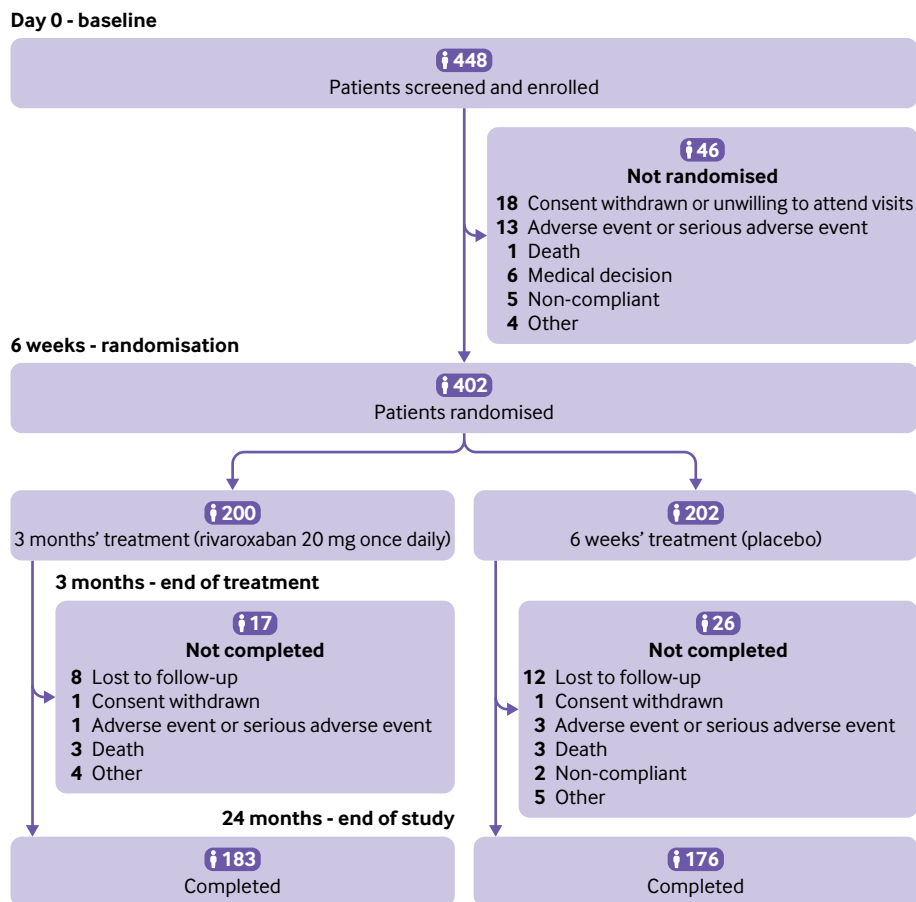 Day 0 - baseline
448
Patients screened and enrolled
46
Not randomised
18 Consent withdrawn or unwilling to attend visits
13 Adverse event or serious adverse event
1 Death
6 Medical decision
5 Non-compliant
4 Other
6 weeks - randomisation
402
Patients randomised
200
3 months' treatment (rivaroxaban 20 mg once daily)
202
6 weeks' treatment (placebo)
3 months - end of treatment
17
Not completed
8 Lost to follow-up
1 Consent withdrawn
1 Adverse event or serious adverse event
3 Death
4 Other
26
Not completed
12 Lost to follow-up
1 Consent withdrawn
3 Adverse event or serious adverse event
3 Death
2 Non-compliant
5 Other
24 months - end of study
183
Completed
176
Completed